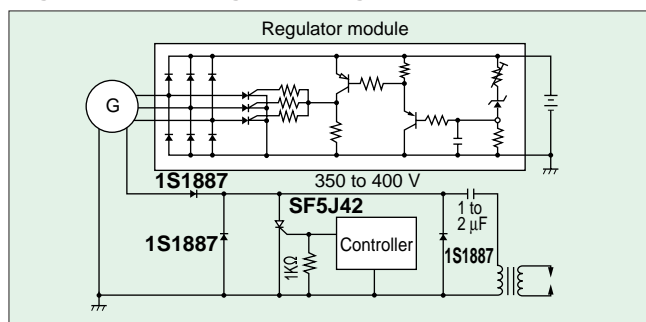 Regulator module
G
350 to 400 V
1S1887
SF5J42
1S1887
1KΩ
Controller
1S1887
1 to
2 μF